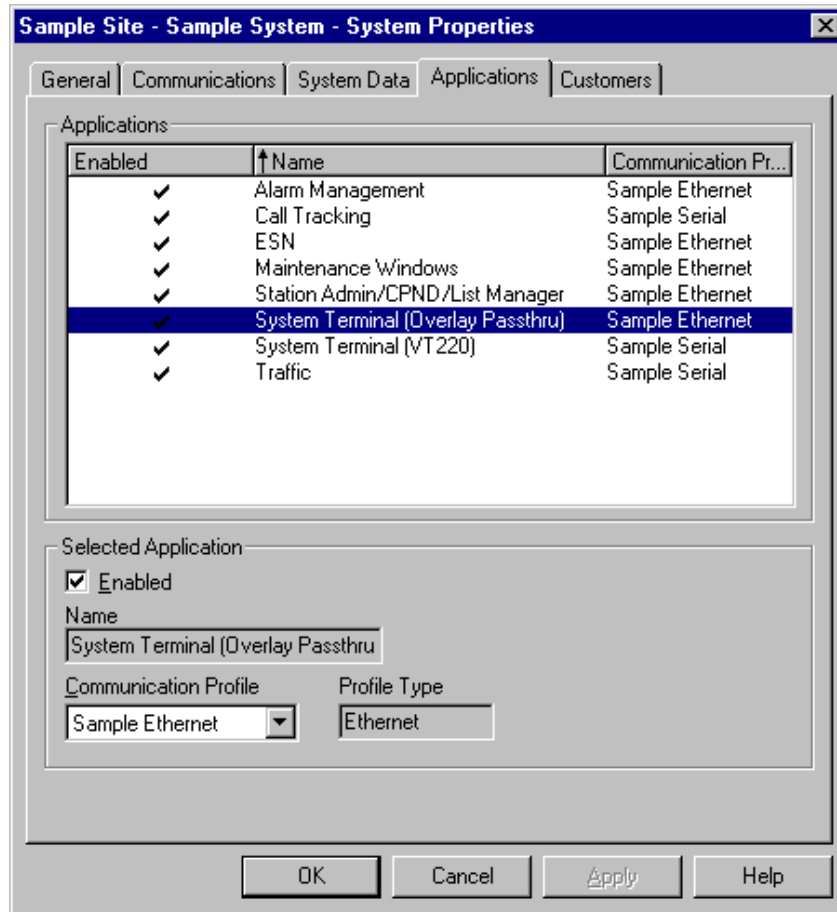 Sample Site - Sample System - System Properties
General Communications System Data Applications Customers
Applications
Enabled Name Communication Pr...
Alarm Management Sample Ethernet
Call Tracking Sample Serial
ESN Sample Ethernet
Maintenance Windows Sample Ethernet
Station Admin/CPND/List Manager Sample Ethernet
System Terminal (Overlay Passthru) Sample Ethernet
System Terminal (VT220) Sample Serial
Traffic Sample Serial
Selected Application
Enabled
Name
System Terminal (Overlay Passthru
Communication Profile Profile Type
Sample Ethernet Ethernet
OK Cancel Apply Help